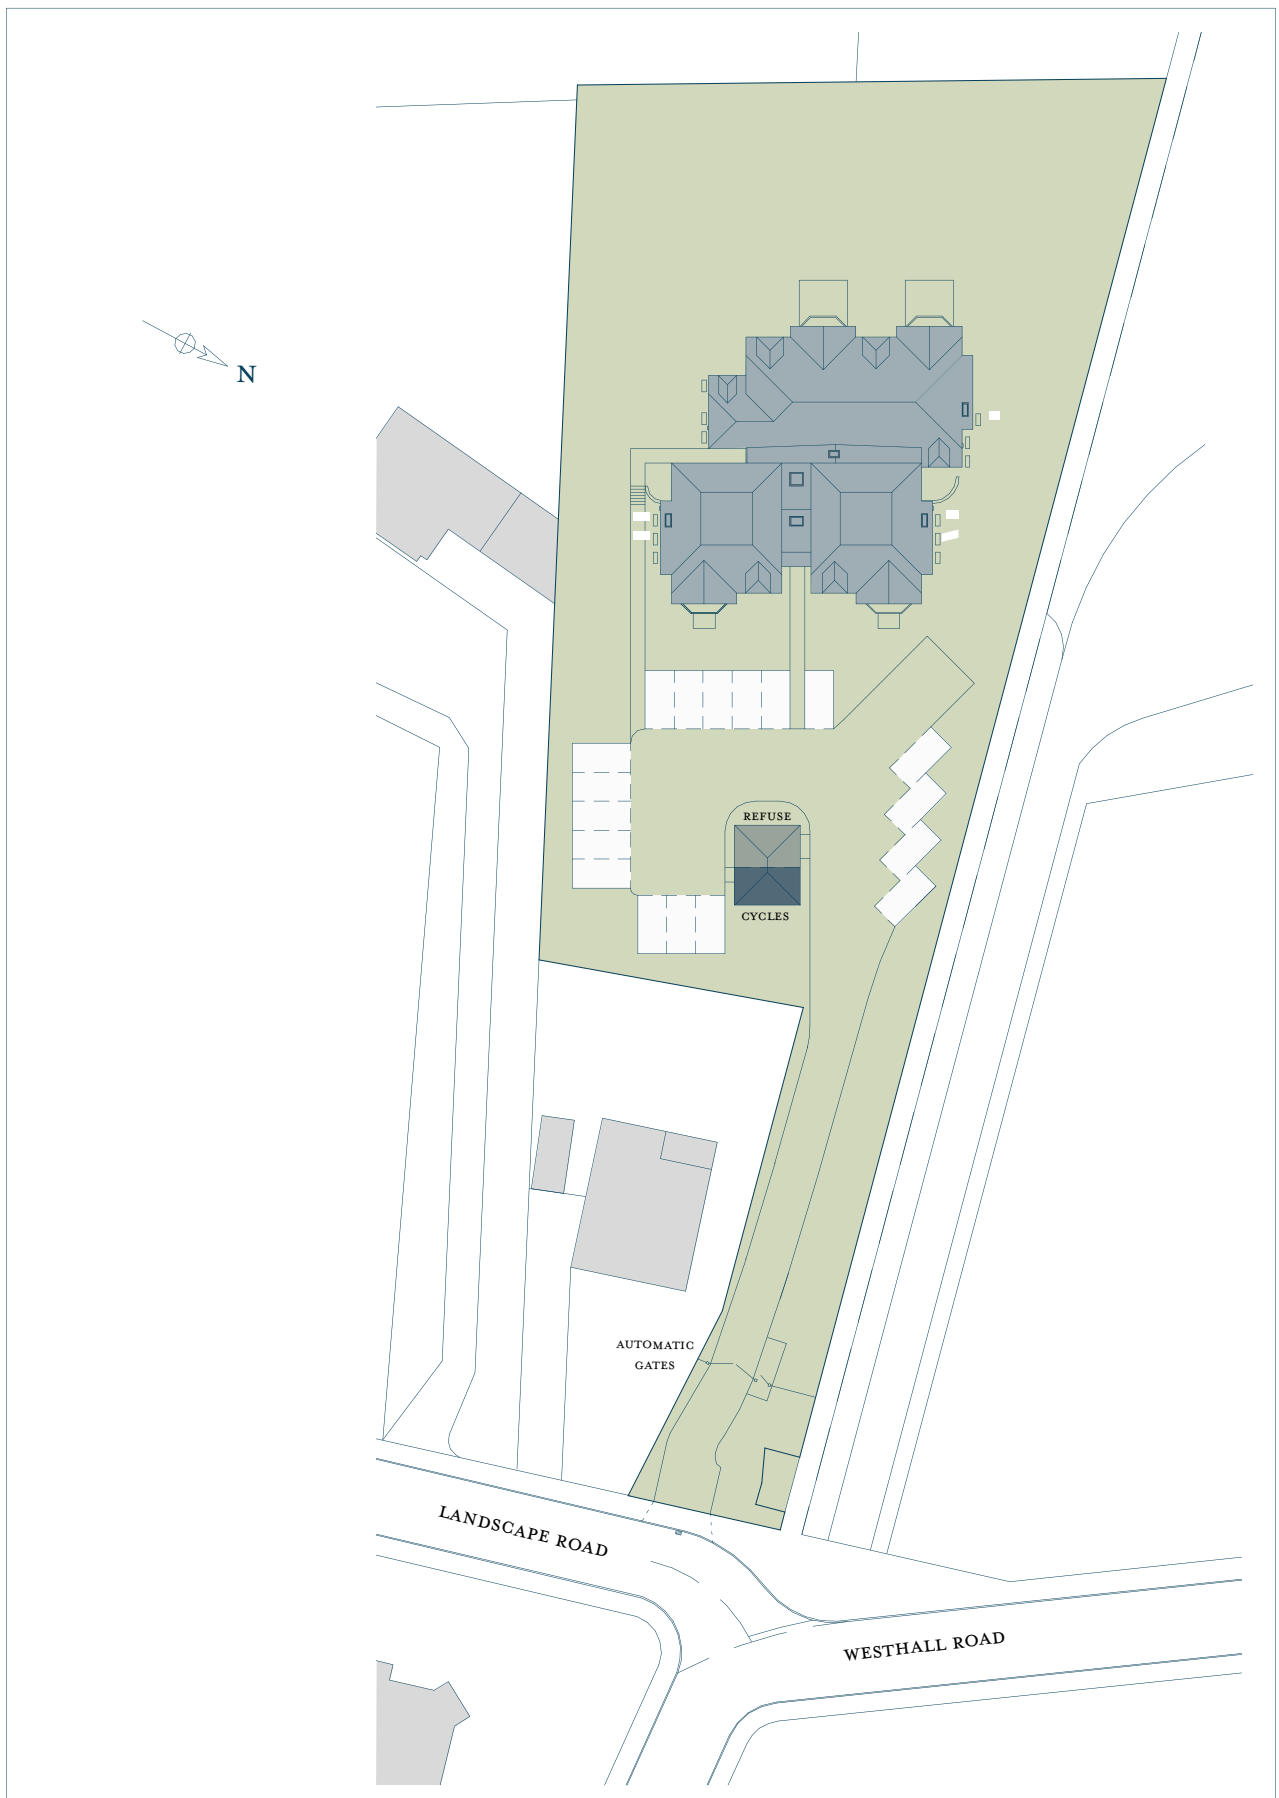 N
REFUSE
CYCLES
AUTOMATIC
GATES
LANDSCAPE ROAD
WESTHALL ROAD